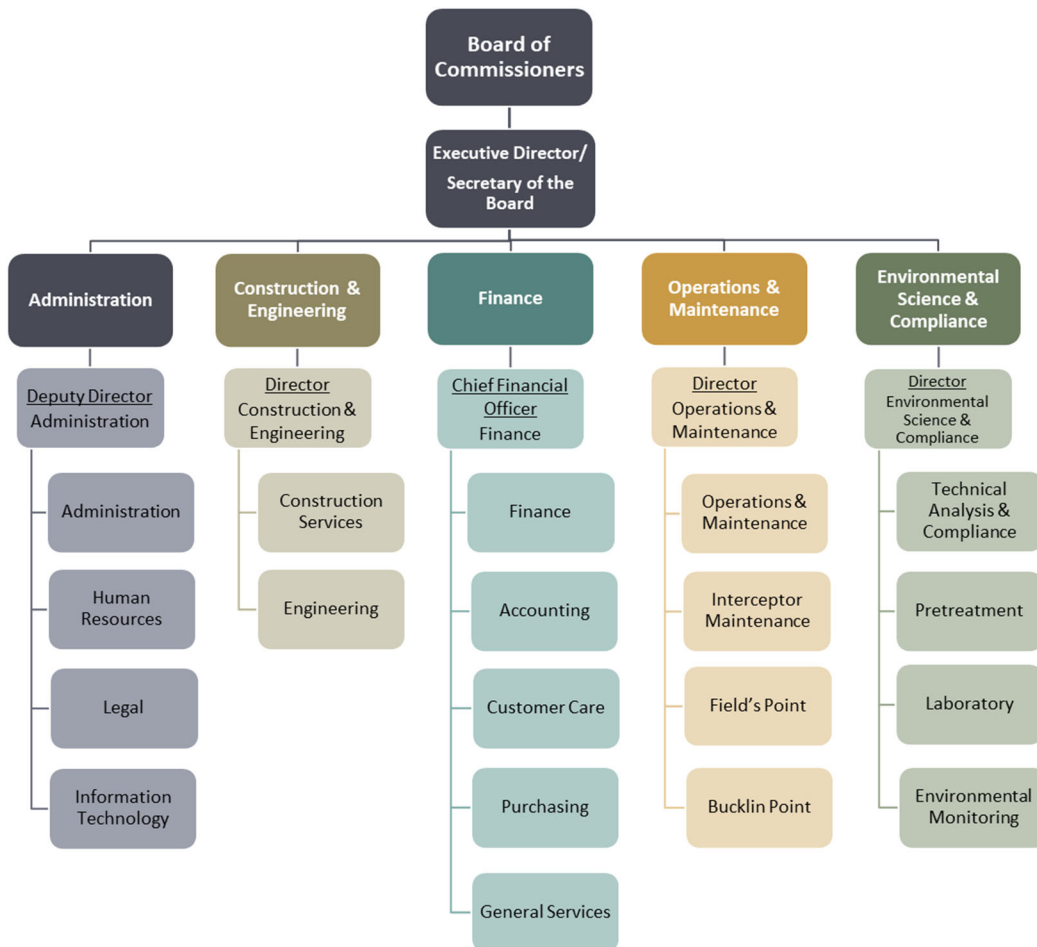 Board of
Commissioners
Executive Director/
Secretary of the
Board
Administration
Construction &
Engineering
Finance
Operations &
Maintenance
Environmental
Science &
Compliance
Deputy Director
Administration
Director
Construction &
Engineering
Chief Financial
Officer
Finance
Director
Operations &
Maintenance
Director
Environmental
Science &
Compliance
Administration
Human
Resources
Legal
Information
Technology
Construction
Services
Engineering
Finance
Accounting
Customer Care
Purchasing
General Services
Operations &
Maintenance
Interceptor
Maintenance
Field's Point
Bucklin Point
Technical
Analysis &
Compliance
Pretreatment
Laboratory
Environmental
Monitoring